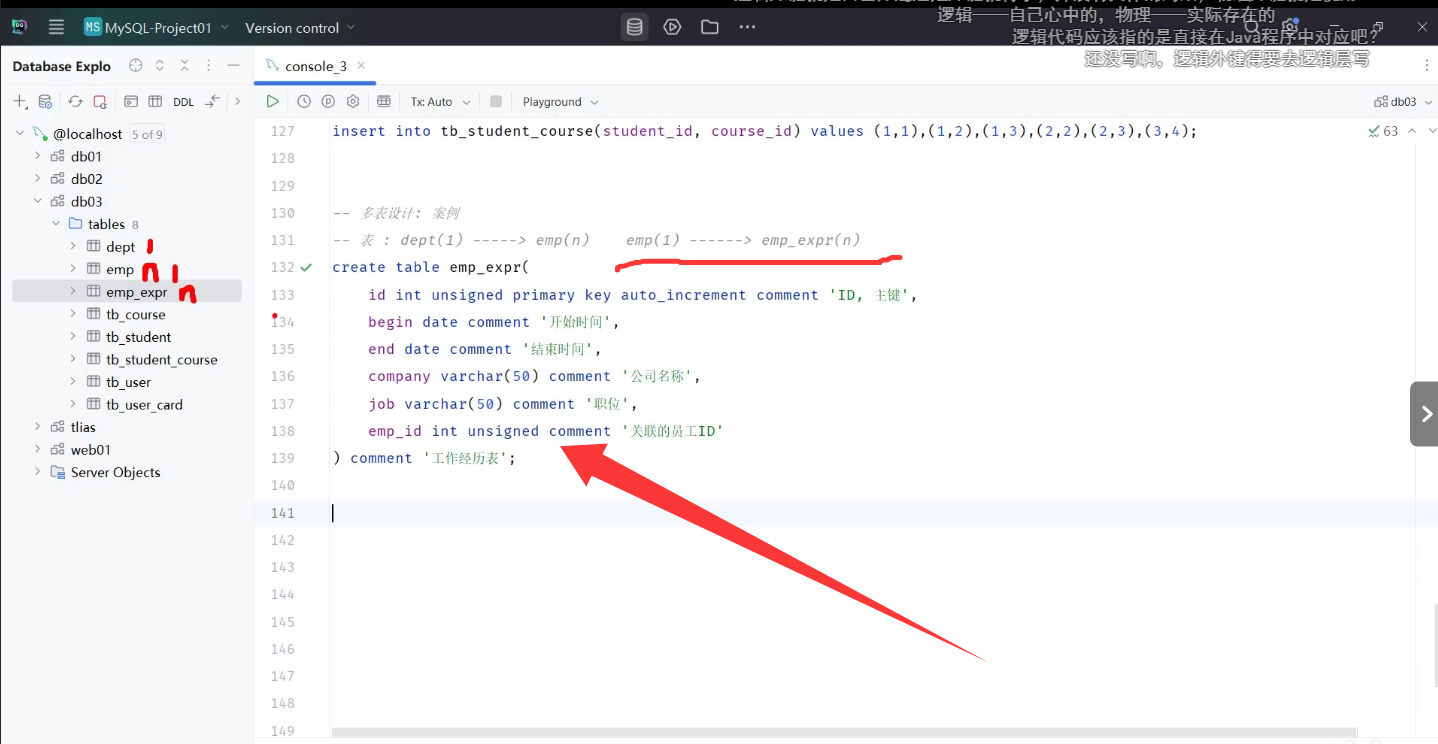 逻辑——自己心中的，物理——实际存在的
MS MySQL-Project01 Version control
逻辑代码应该指的是直接在Java程序中对应吧？
还没写啊，逻辑外键得要去逻辑层写
Database Explo
console_3
DDL
Tx: Auto Playground db03
@localhost 5 of 9
db01
db02
db03
tables 8
dept 1
emp n 1
emp_expr n
tb_course
tb_student
tb_student_course
tb_user
tb_user_card
tlias
web01
Server Objects
63
127 insert into tb_student_course(student_id, course_id) values (1,1),(1,2),(1,3),(2,2),(2,3),(3,4);
128
129
130 -- 多表设计: 案例
131 -- 表 : dept(1) -----> emp(n) emp(1) ------> emp_expr(n)
132 create table emp_expr(
133 id int unsigned primary key auto_increment comment 'ID, 主键',
134 begin date comment '开始时间',
135 end date comment '结束时间',
136 company varchar(50) comment '公司名称',
137 job varchar(50) comment '职位',
138 emp_id int unsigned comment '关联的员工ID'
139 ) comment '工作经历表';
140
141
142
143
144
145
146
147
148
149